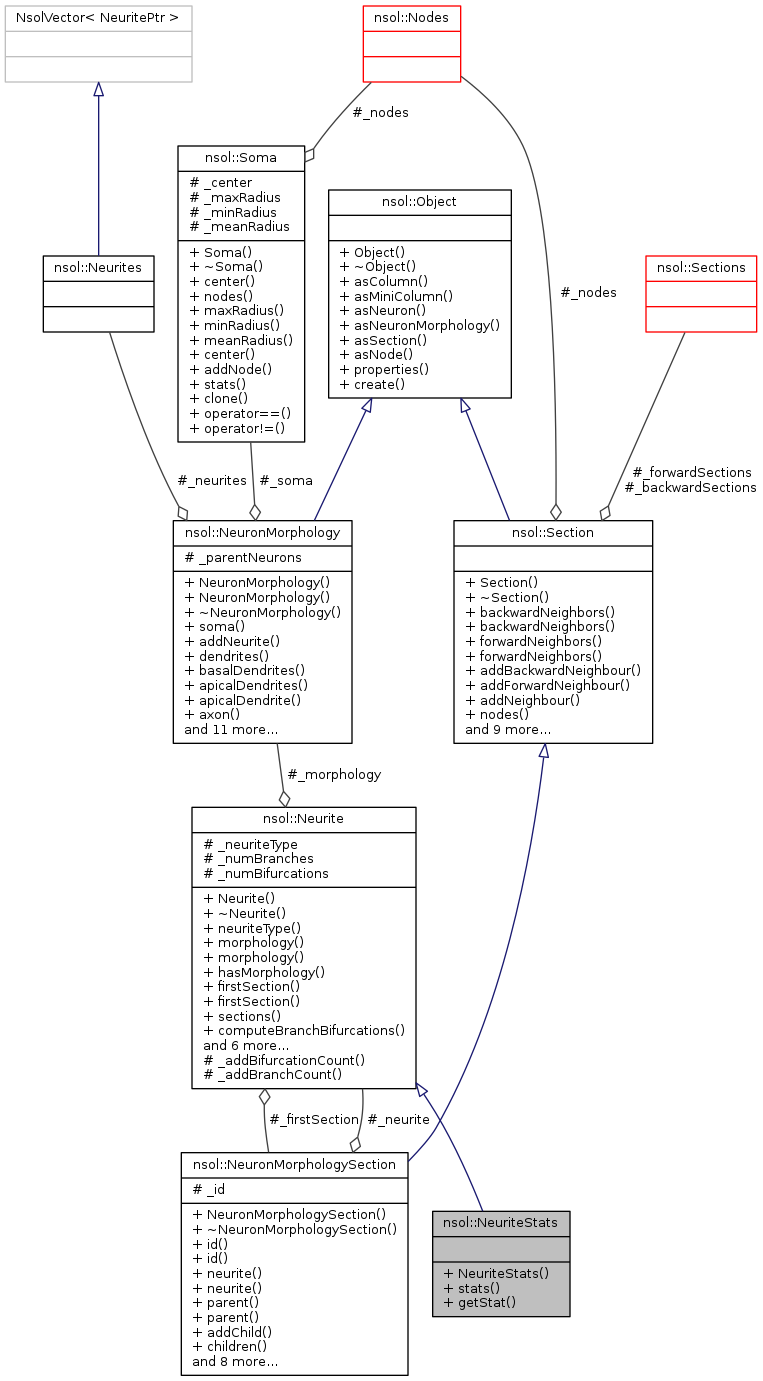 NsolVector< NeuritePtr >
nsol::Nodes
#_nodes
nsol::Soma
# _center
# _maxRadius
# _minRadius
# _meanRadius
+ Soma()
+ ~Soma()
+ center()
+ nodes()
+ maxRadius()
+ minRadius()
+ meanRadius()
+ center()
+ addNode()
+ stats()
+ clone()
+ operator==()
+ operator!=()
nsol::Object
+ Object()
+ ~Object()
+ asColumn()
+ asMiniColumn()
+ asNeuron()
+ asNeuronMorphology()
+ asSection()
+ asNode()
+ properties()
+ create()
nsol::Neurites
#_nodes
nsol::Sections
#_neurites
#_soma
#_forwardSections
#_backwardSections
nsol::NeuronMorphology
# _parentNeurons
+ NeuronMorphology()
+ NeuronMorphology()
+ ~NeuronMorphology()
+ soma()
+ addNeurite()
+ dendrites()
+ basalDendrites()
+ apicalDendrites()
+ apicalDendrite()
+ axon()
and 11 more...
nsol::Section
+ Section()
+ ~Section()
+ backwardNeighbors()
+ backwardNeighbors()
+ forwardNeighbors()
+ forwardNeighbors()
+ addBackwardNeighbour()
+ addForwardNeighbour()
+ addNeighbour()
+ nodes()
and 9 more...
#_morphology
nsol::Neurite
# _neuriteType
# _numBranches
# _numBifurcations
+ Neurite()
+ ~Neurite()
+ neuriteType()
+ morphology()
+ morphology()
+ hasMorphology()
+ firstSection()
+ firstSection()
+ sections()
+ computeBranchBifurcations()
and 6 more...
# _addBifurcationCount()
# _addBranchCount()
#_firstSection
#_neurite
nsol::NeuronMorphologySection
# _id
+ NeuronMorphologySection()
+ ~NeuronMorphologySection()
+ id()
+ id()
+ neurite()
+ neurite()
+ parent()
+ parent()
+ addChild()
+ children()
and 8 more...
nsol::NeuriteStats
+ NeuriteStats()
+ stats()
+ getStat()